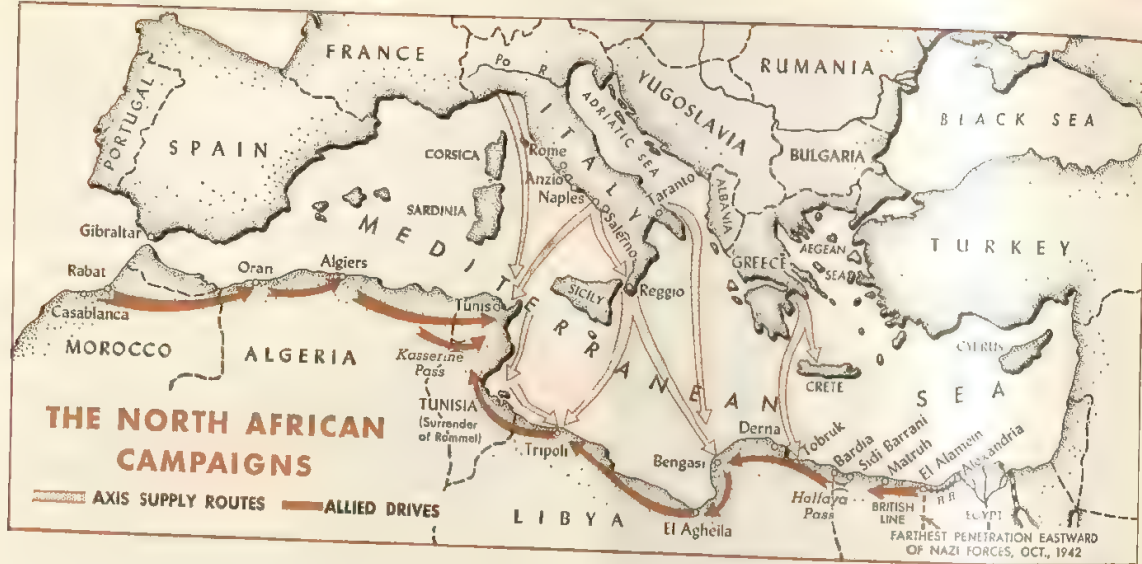 FRANCE
Po R.
RUMANIA
PORTUGAL
SPAIN
ITALY
ADRIATIC SEA
YUGOSLAVIA
BLACK SEA
CORSICA
Rome
Anzio
Naples
BULGARIA
SARDINIA
Salerno
Taranto
ALBANIA
Gibraltar
MEDITERRANEAN SEA
GREECE
AEGEAN
SEA
TURKEY
Rabat
Oran
Algiers
Tunis
SICILY
Reggio
Casablanca
MOROCCO
ALGERIA
Kasserine
Pass
CRETE
CYPRUS
THE NORTH AFRICAN
CAMPAIGNS
TUNISIA
(Surrender
of Rommel)
Tripoli
Bengasi
Derna
Tobruk
Bardia
Sidi Barrani
Matruh
El Alamein
Alexandria
AXIS SUPPLY ROUTES
ALLIED DRIVES
LIBYA
El Agheila
Halfaya
Pass
BRITISH
LINE
RR
EGYPT
FARTHEST PENETRATION EASTWARD
OF NAZI FORCES, OCT., 1942